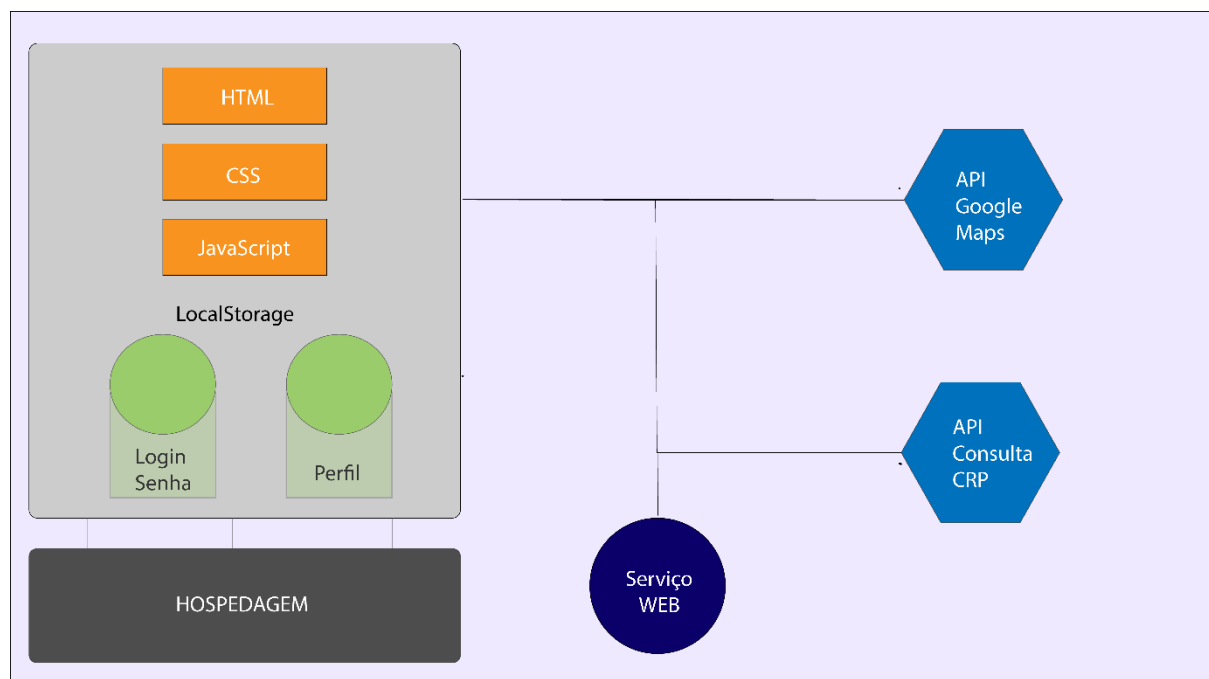 HTML
CSS
JavaScript
LocalStorage
Login
Senha
Perfil
HOSPEDAGEM
API
Google
Maps
API
Consulta
CRP
Serviço
WEB